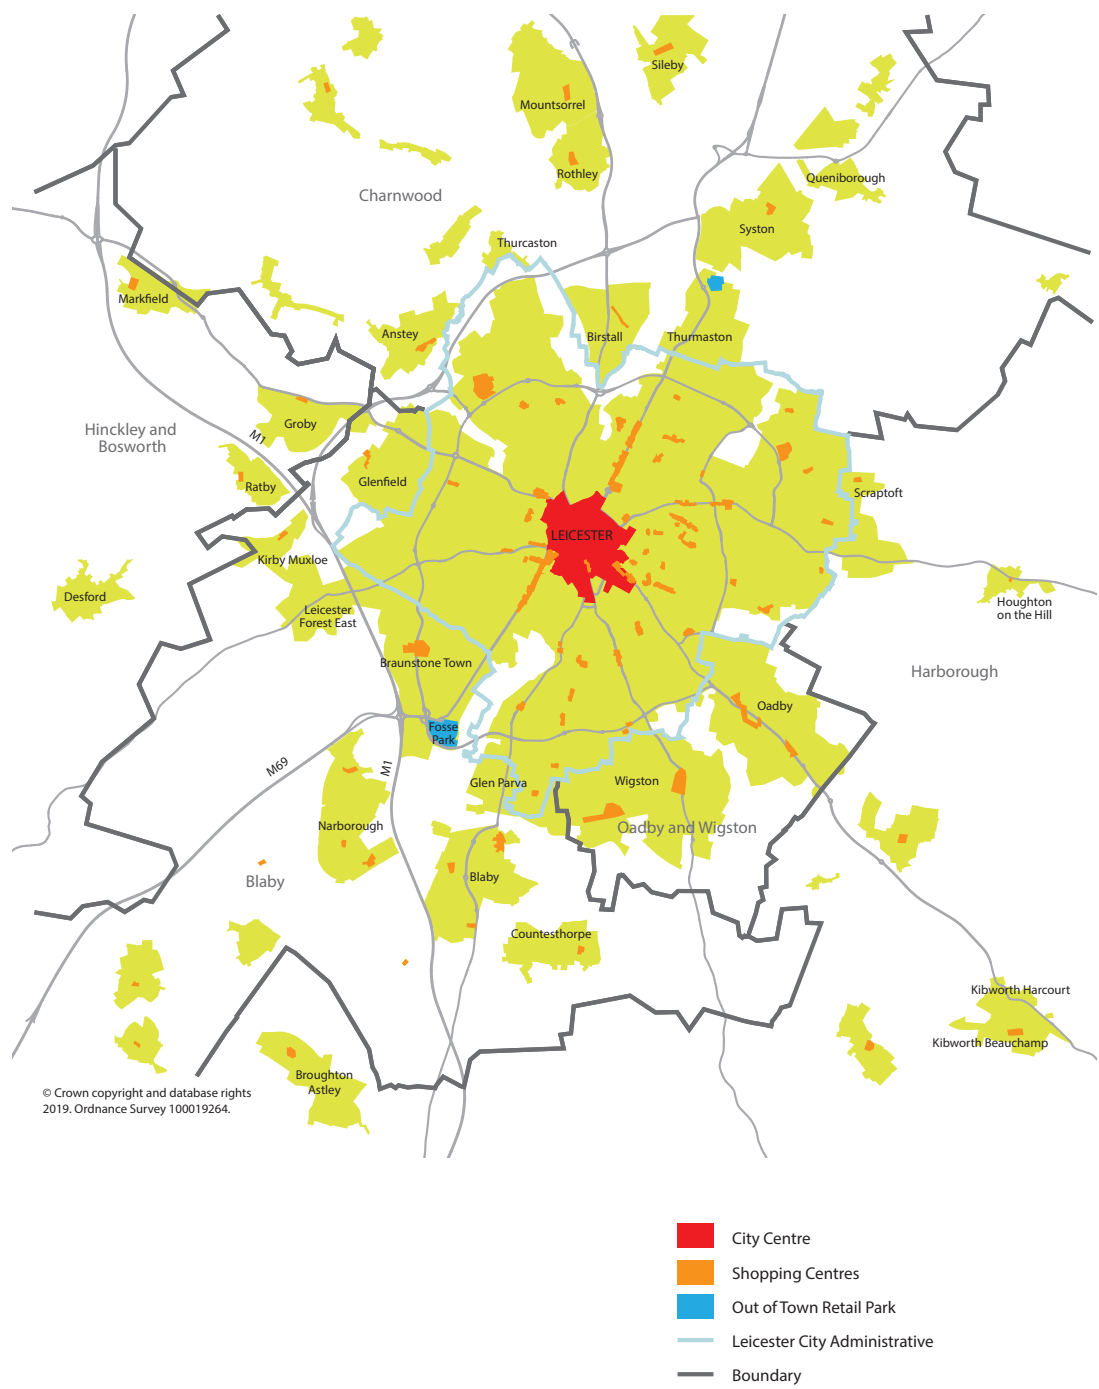 Sileby
Mountsorrel
Rothley
Queniborough
Charnwood
Syston
Thurcaston
Markfield
Anstey
Birstall
Thurmaston
Groby
Hinckley and
Bosworth
M1
Ratby
Glenfield
Scraptoft
LEICESTER
Kirby Muxloe
Desford
Leicester
Forest East
Houghton
on the Hill
Braunstone Town
Harborough
Oadby
Fosse
Park
M69
M1
Glen Parva
Wigston
Narborough
Oadby and Wigston
Blaby
Blaby
Countesthorpe
Kibworth Harcourt
Kibworth Beauchamp
Broughton
Astley
© Crown copyright and database rights
2019. Ordnance Survey 100019264.
City Centre
Shopping Centres
Out of Town Retail Park
Leicester City Administrative
Boundary